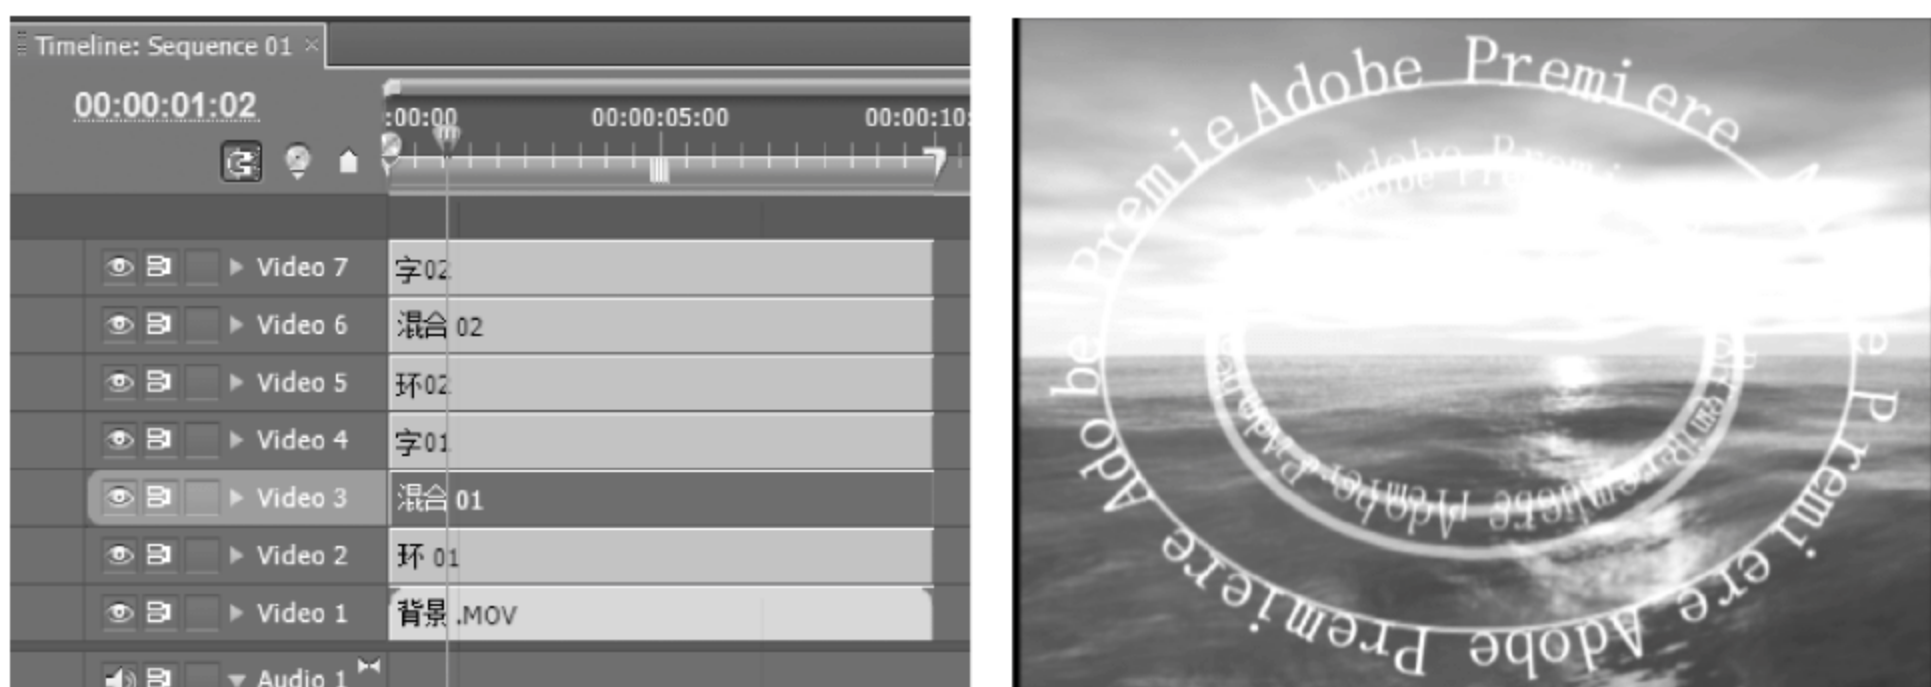 Timeline: Sequence 01 ×
00:00:01:02
:00:00
00:00:05:00
00:00:10:
Video 7
字02
Video 6
混合 02
Video 5
环02
Video 4
字01
Video 3
混合 01
Video 2
环 01
Video 1
背景 .MOV
Audio 1
Adobe Premiere Adobe Premiere Adobe Premiere Adobe Premie